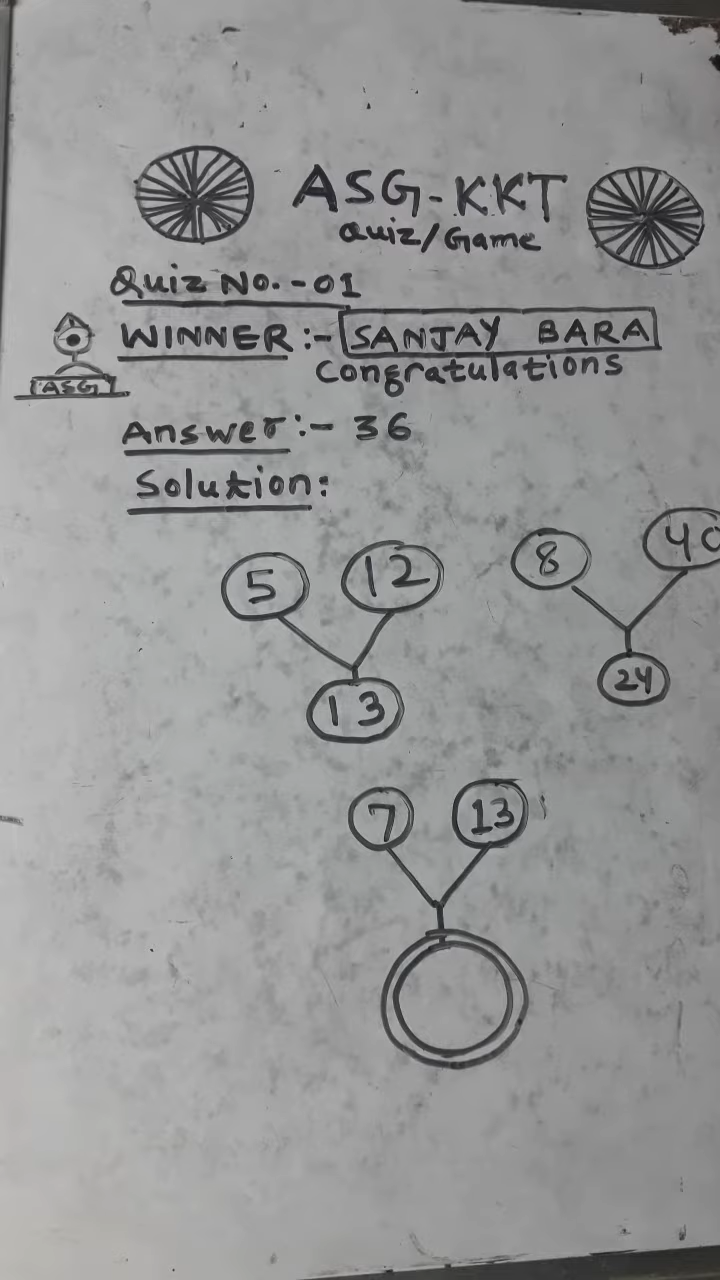 ASG-KKT
Quiz/Game
Quiz No.-01
WINNER:- SANJAY BARA
Congratulations
ASG
Answer:- 36
Solution:
5 12 8 40
13 24
7 13